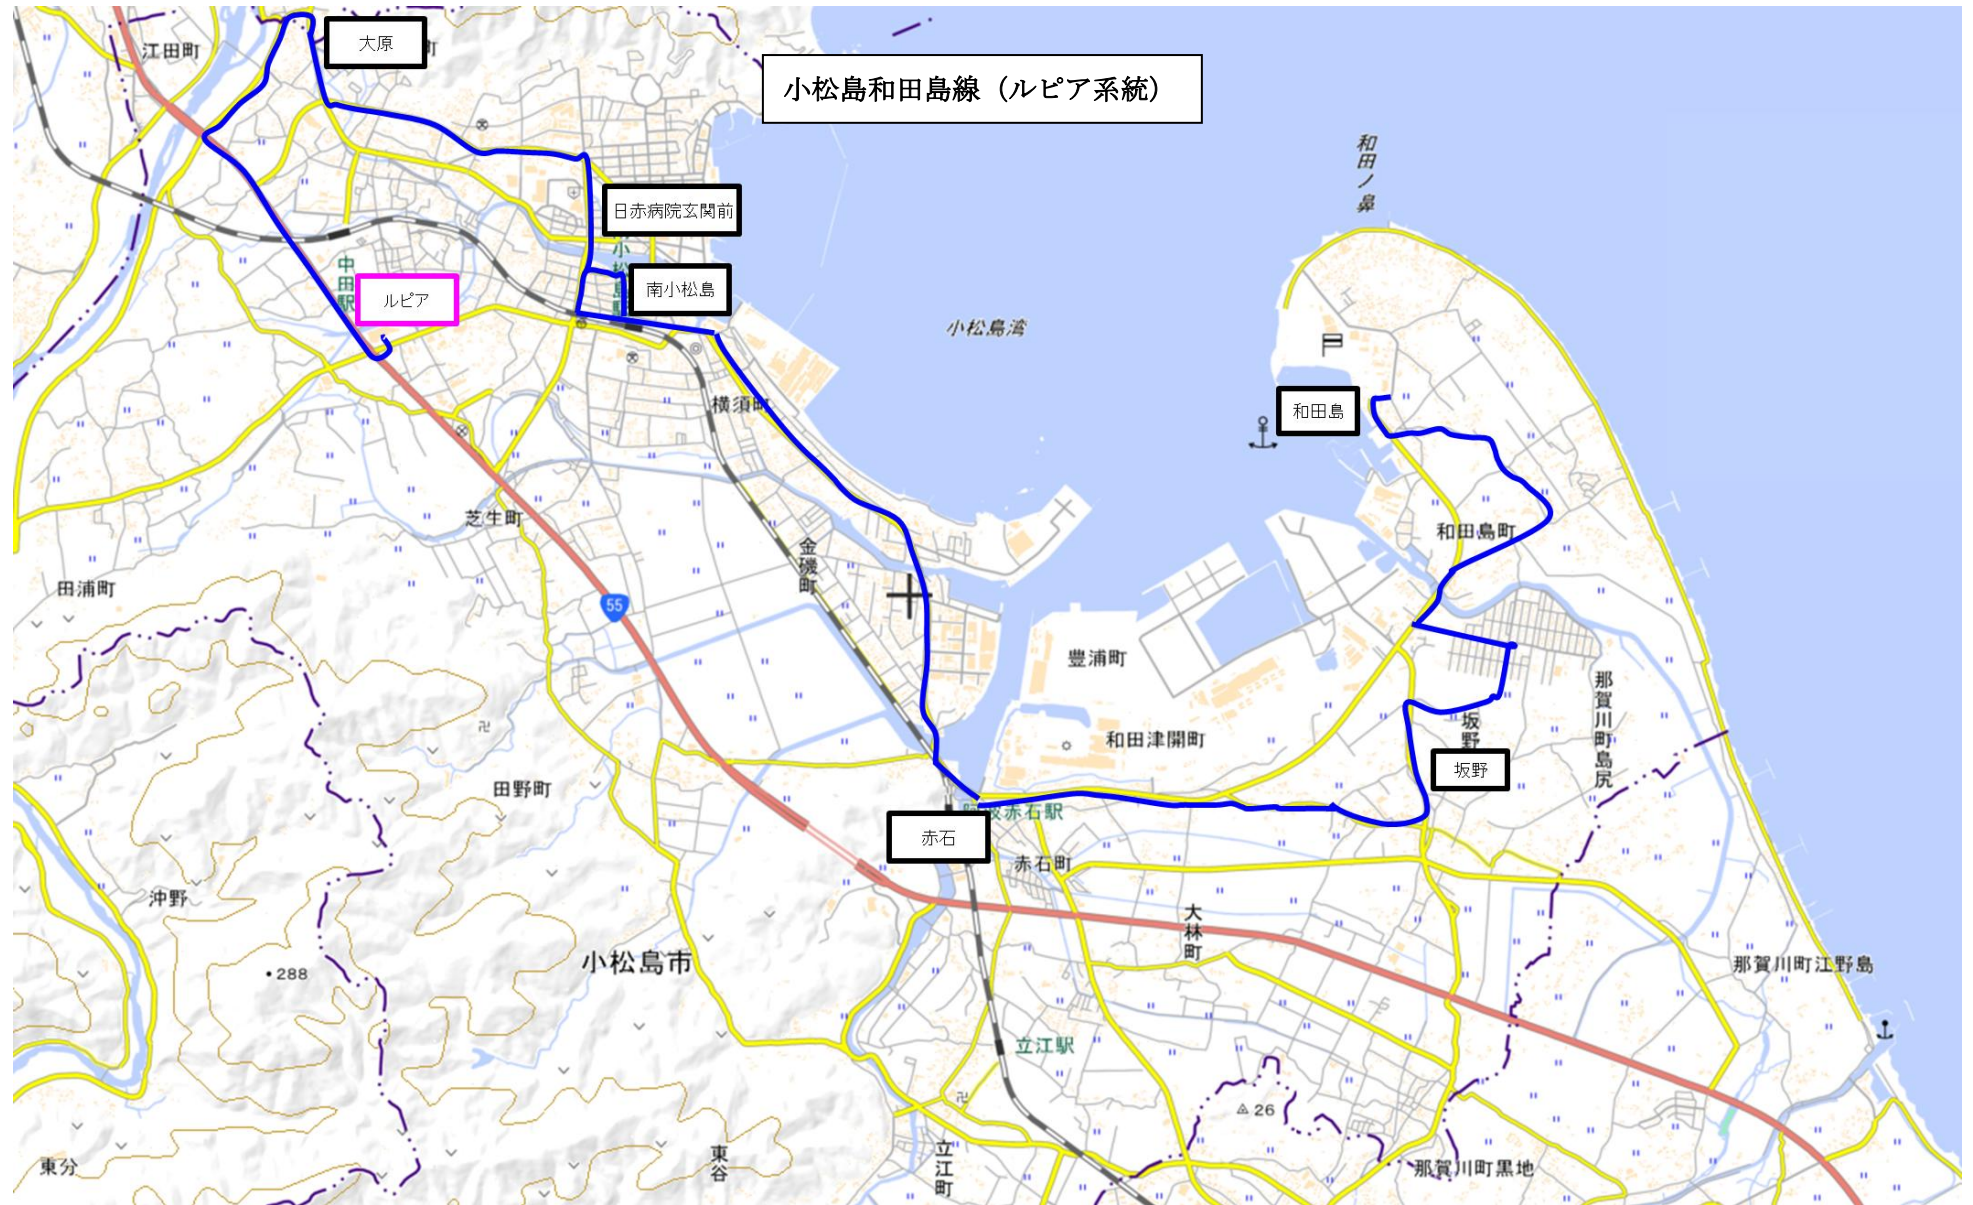 小松島和田島線（ルピア系統）
大原
町
江田町
日赤病院玄関前
南小松島
中田駅
ルピア
和田ノ鼻
小松島湾
横須町
和田島
和田島町
芝生町
金磯町
田浦町
55
豊浦町
那賀川町島尻
坂野
和田津開町
坂野
田野町
赤石駅
赤石
赤石町
沖野
大林町
小松島市
288
那賀川町江野島
立江駅
26
東分
東谷
立江町
那賀川町黒地